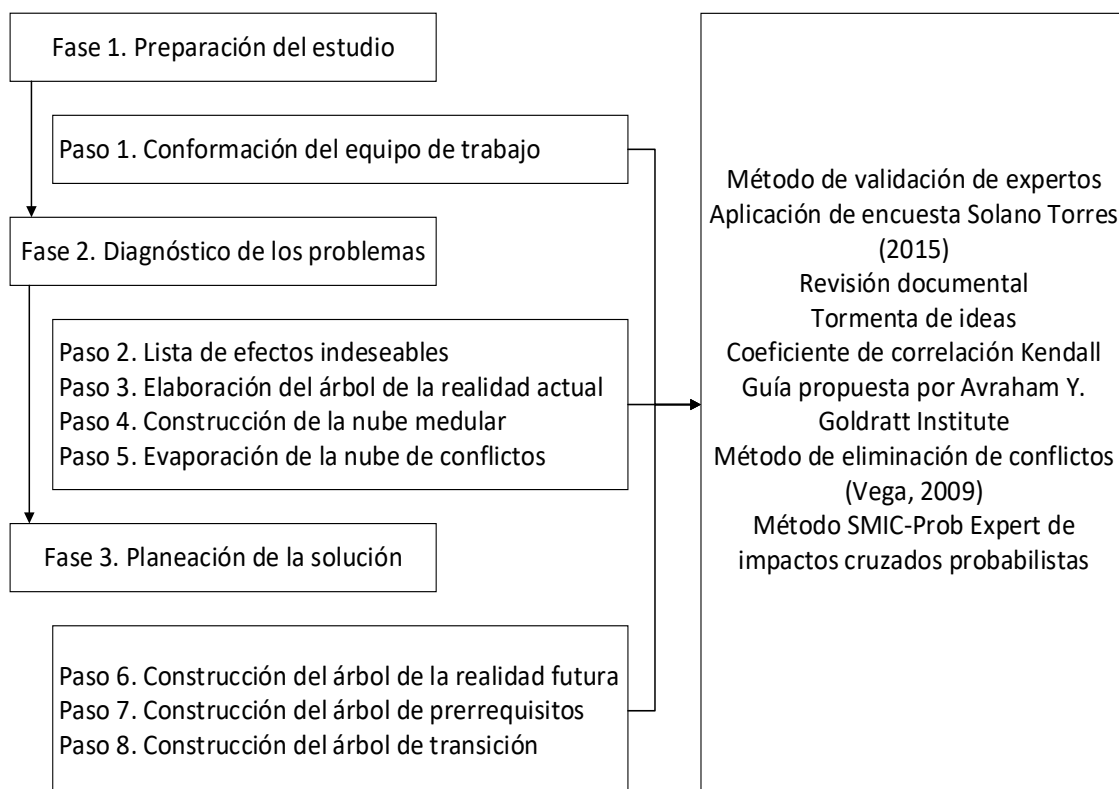 Fase 1. Preparación del estudio
Paso 1. Conformación del equipo de trabajo
Fase 2. Diagnóstico de los problemas
Paso 2. Lista de efectos indeseables
Paso 3. Elaboración del árbol de la realidad actual
Paso 4. Construcción de la nube medular
Paso 5. Evaporación de la nube de conflictos
Fase 3. Planeación de la solución
Paso 6. Construcción del árbol de la realidad futura
Paso 7. Construcción del árbol de prerrequisitos
Paso 8. Construcción del árbol de transición
Método de validación de expertos
Aplicación de encuesta Solano Torres
(2015)
Revisión documental
Tormenta de ideas
Coeficiente de correlación Kendall
Guía propuesta por Avraham Y.
Goldratt Institute
Método de eliminación de conflictos
(Vega, 2009)
Método SMIC-Prob Expert de
impactos cruzados probabilistas